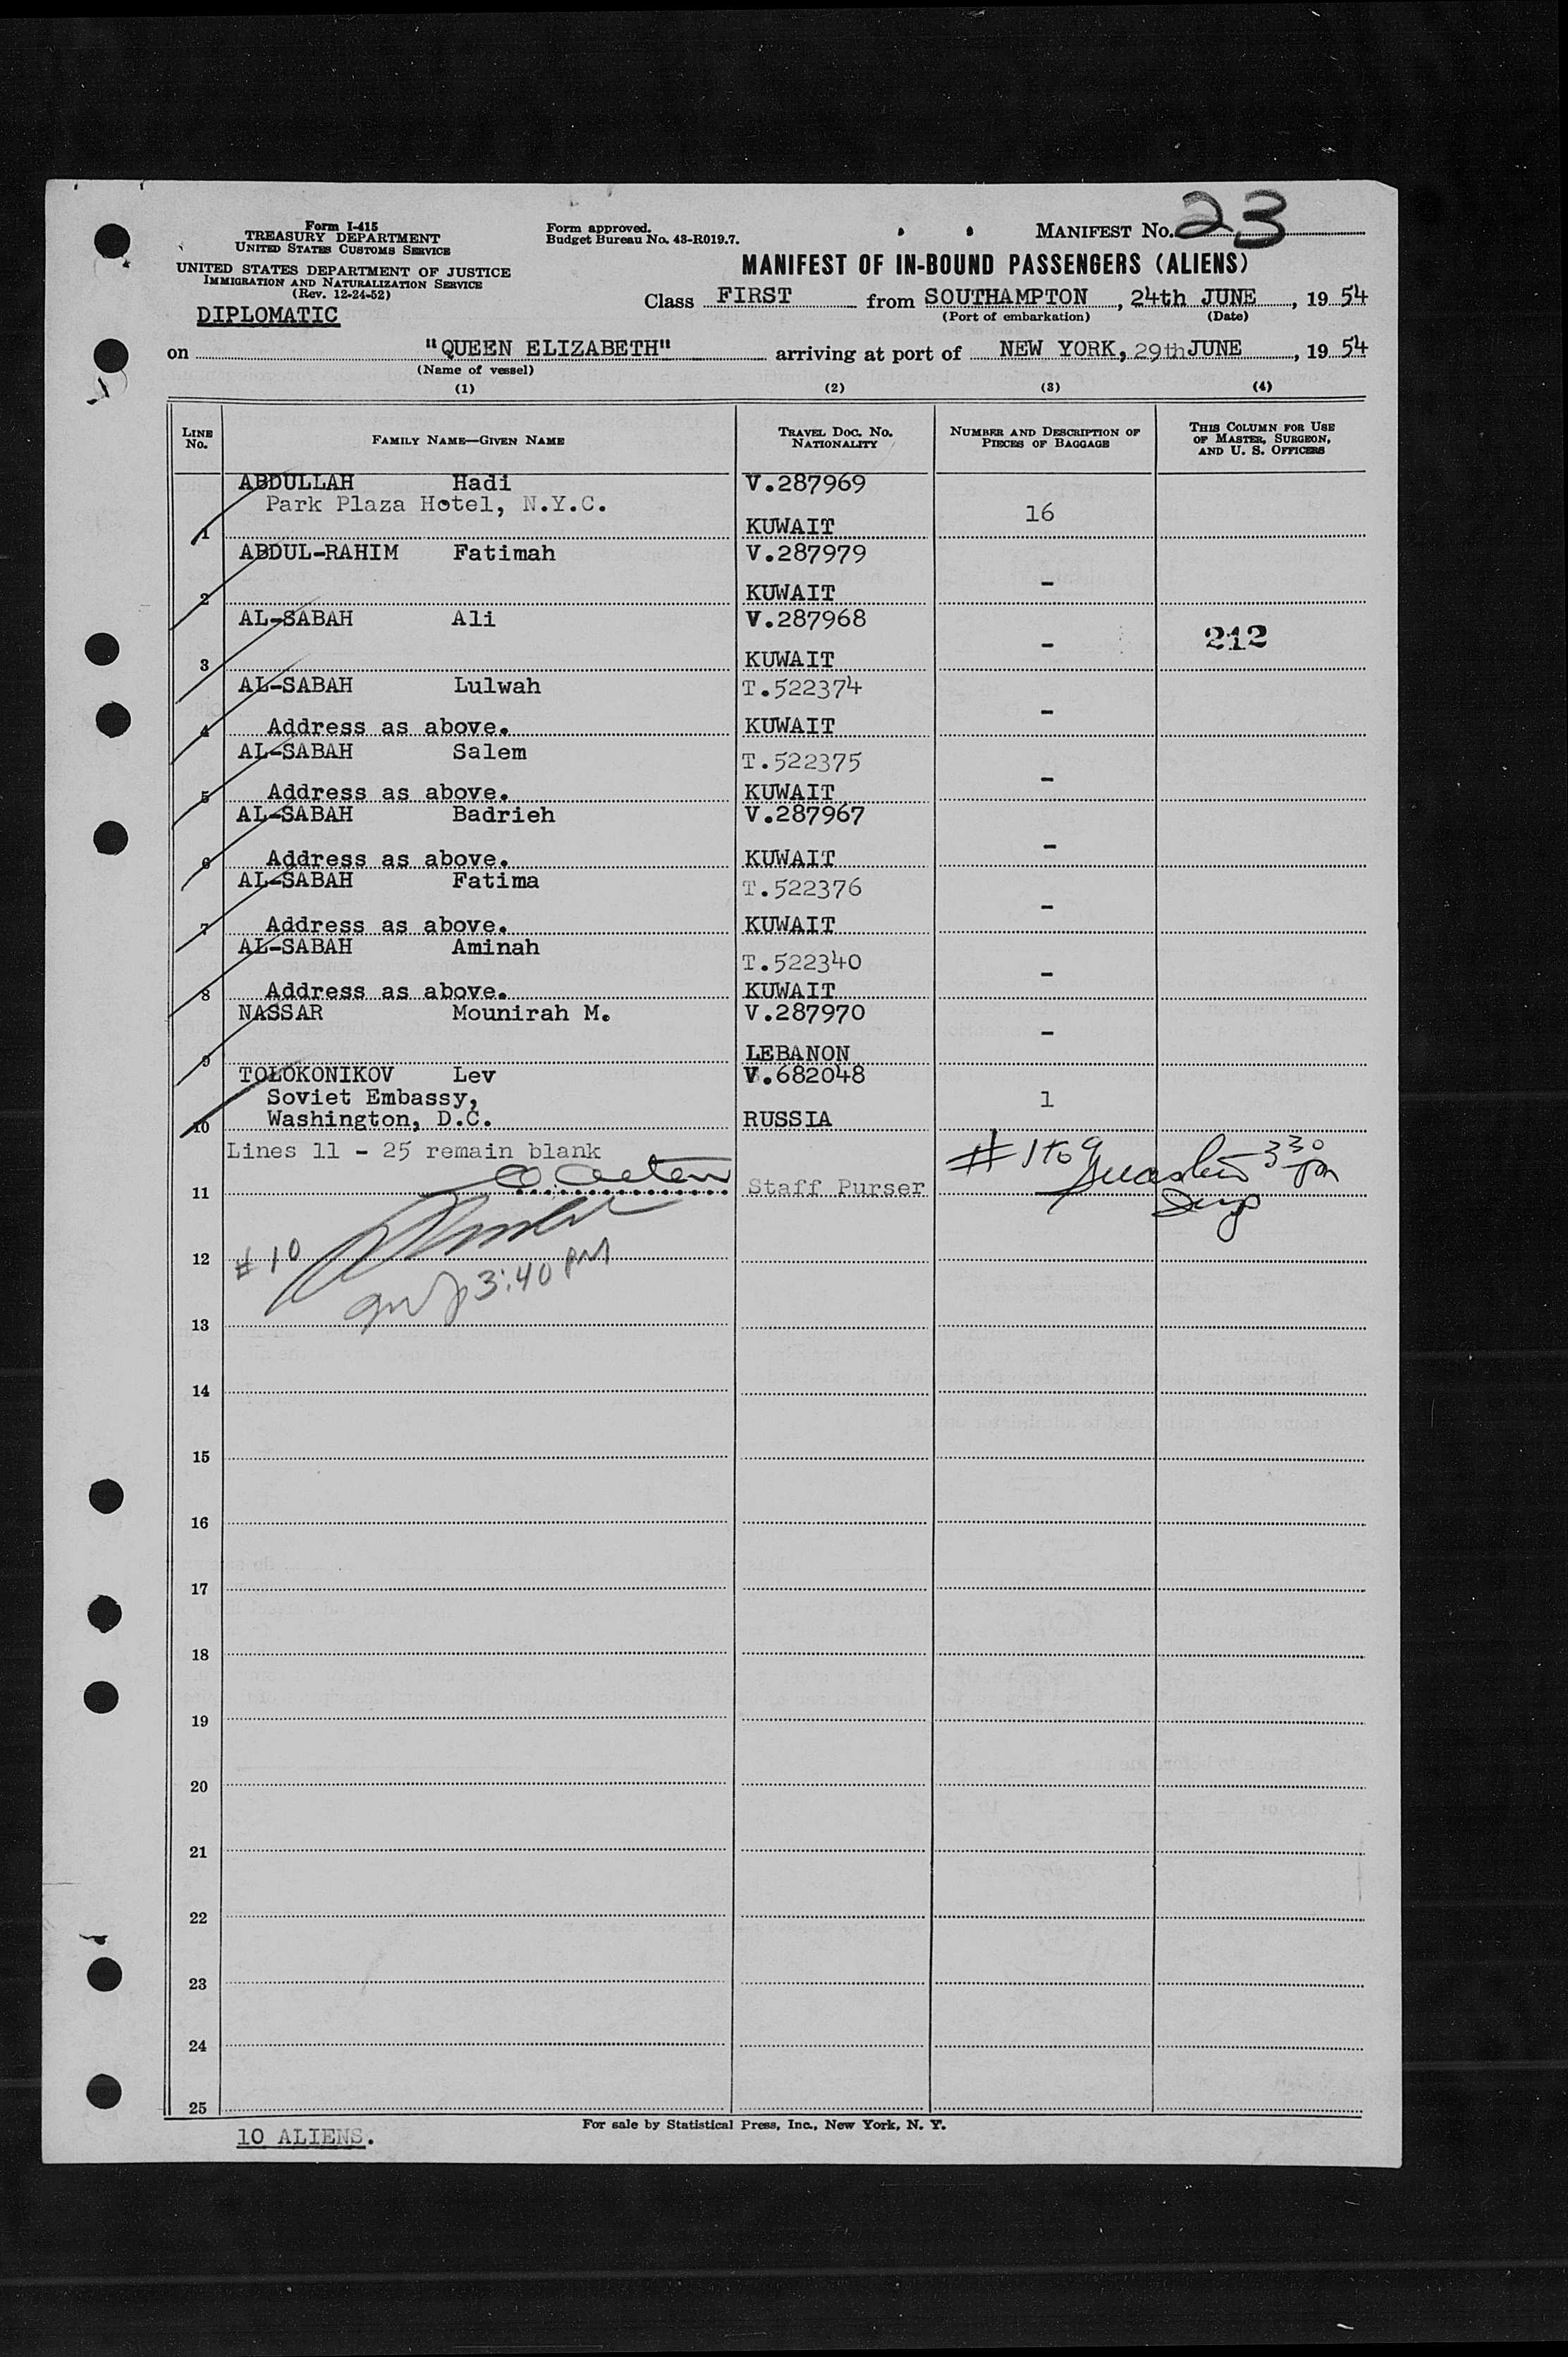 Form I-415
TREASURY DEPARTMENT
UNITED STATES CUSTOMS SERVICE
UNITED STATES DEPARTMENT OF JUSTICE
IMMIGRATION AND NATURALIZATION SERVICE
(Rev. 12-24-52)
DIPLOMATIC
Form approved.
Budget Bureau No. 43-R019.7.
MANIFEST No. 23
MANIFEST OF IN-BOUND PASSENGERS (ALIENS)
Class FIRST from SOUTHAMPTON, 24th JUNE, 19 54
(Port of embarkation) (Date)
on "QUEEN ELIZABETH" arriving at port of NEW YORK, 29th JUNE, 19 54
(Name of vessel)
(1) (2) (3) (4)
LINE No. FAMILY NAME—GIVEN NAME TRAVEL DOC. No. NATIONALITY NUMBER AND DESCRIPTION OF PIECES OF BAGGAGE THIS COLUMN FOR USE OF MASTER, SURGEON, AND U. S. OFFICERS
ABDULLAH Hadi V.287969
Park Plaza Hotel, N.Y.C. 16
1 KUWAIT
ABDUL-RAHIM Fatimah V.287979
-
2 KUWAIT
AL-SABAH Ali V.287968
- 212
3 KUWAIT
AL-SABAH Lulwah T.522374
-
4 Address as above. KUWAIT
AL-SABAH Salem T.522375
-
5 Address as above. KUWAIT
AL-SABAH Badrieh V.287967
-
6 Address as above. KUWAIT
AL-SABAH Fatima T.522376
-
7 Address as above. KUWAIT
AL-SABAH Aminah T.522340
-
8 Address as above. KUWAIT
NASSAR Mounirah M. V.287970
-
9 LEBANON
TOLOKONIKOV Lev V.682048
Soviet Embassy, 1
10 Washington, D.C. RUSSIA
Lines 11 - 25 remain blank # 1 to 9 330 pm
11 Staff Purser
12 # 10
3:40 PM
13
14
15
16
17
18
19
20
21
22
23
24
25
For sale by Statistical Press, Inc., New York, N. Y.
10 ALIENS.